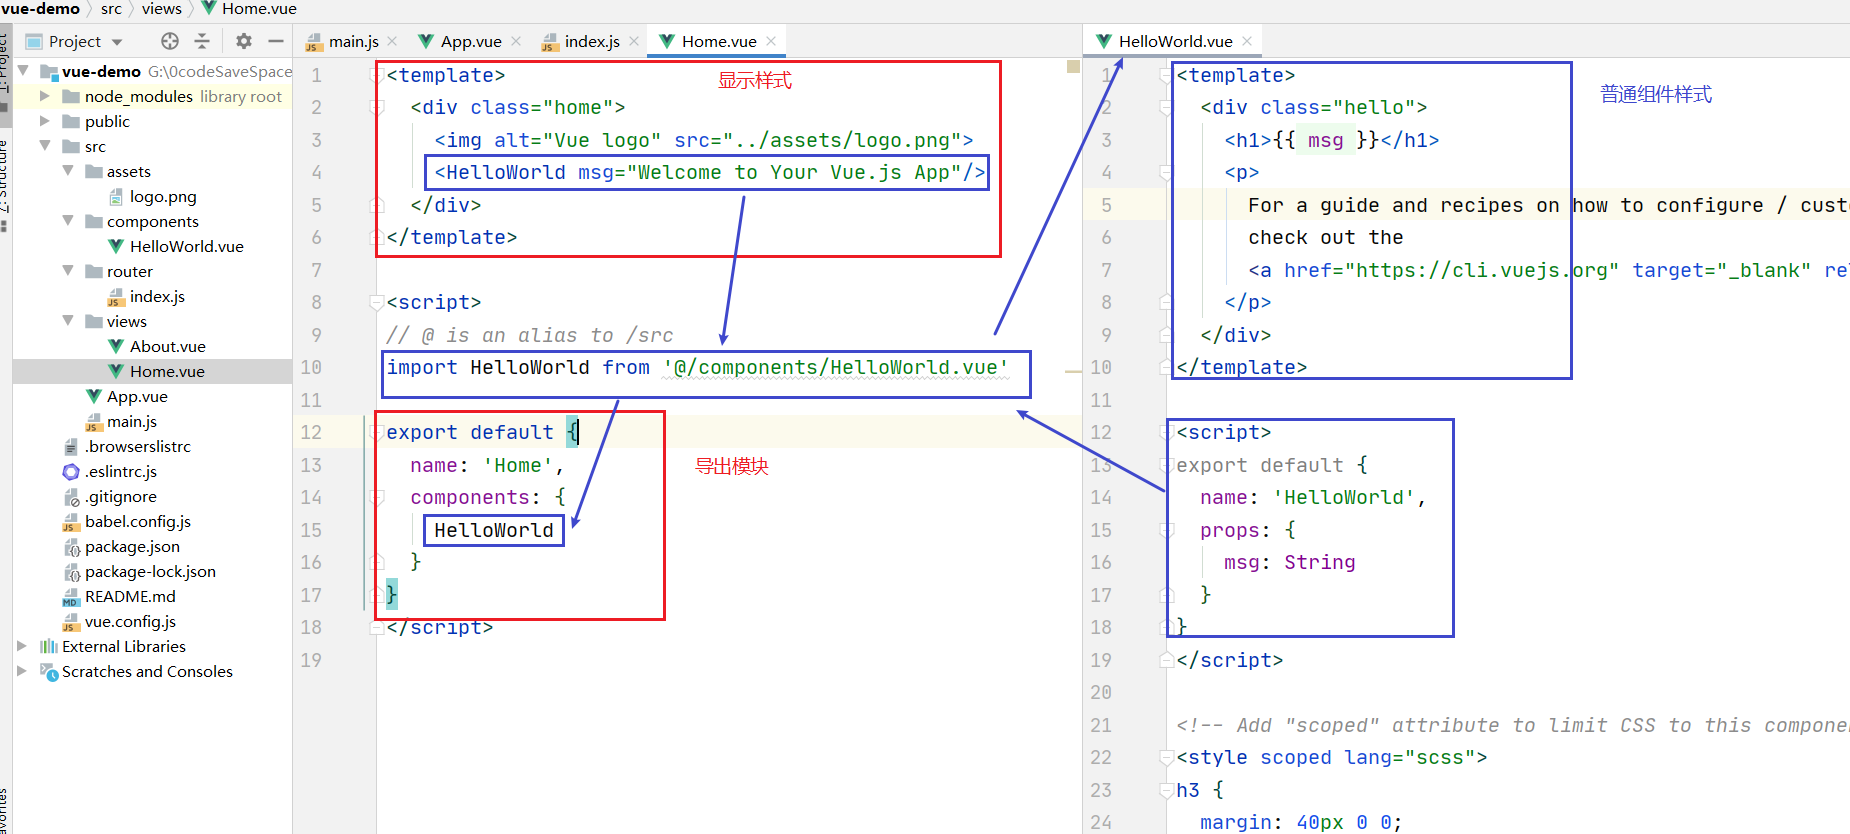 vue-demo src views Home.vue
Project
main.js
App.vue
index.js
Home.vue
HelloWorld.vue
1: Project
Z: Structure
vue-demo G:\0codeSaveSpace
node_modules library root
public
src
assets
logo.png
components
HelloWorld.vue
router
index.js
views
About.vue
Home.vue
App.vue
main.js
.browserslistrc
.eslintrc.js
.gitignore
babel.config.js
package.json
package-lock.json
README.md
vue.config.js
External Libraries
Scratches and Consoles
1 <template>
显示样式
2 <div class="home">
3 <img alt="Vue logo" src="../assets/logo.png">
4 <HelloWorld msg="Welcome to Your Vue.js App"/>
5 </div>
6 </template>
7
8 <script>
9 // @ is an alias to /src
10 import HelloWorld from '@/components/HelloWorld.vue'
11
12 export default {
13 name: 'Home',
导出模块
14 components: {
15 HelloWorld
16 }
17 }
18 </script>
19
1 <template>
普通组件样式
2 <div class="hello">
3 <h1>{{ msg }}</h1>
4 <p>
5 For a guide and recipes on how to configure / custo
6 check out the
7 <a href="https://cli.vuejs.org" target="_blank" rel
8 </p>
9 </div>
10 </template>
11
12 <script>
13 export default {
14 name: 'HelloWorld',
15 props: {
16 msg: String
17 }
18 }
19 </script>
20
21 <!-- Add "scoped" attribute to limit CSS to this compone
22 <style scoped lang="scss">
23 h3 {
24 margin: 40px 0 0;